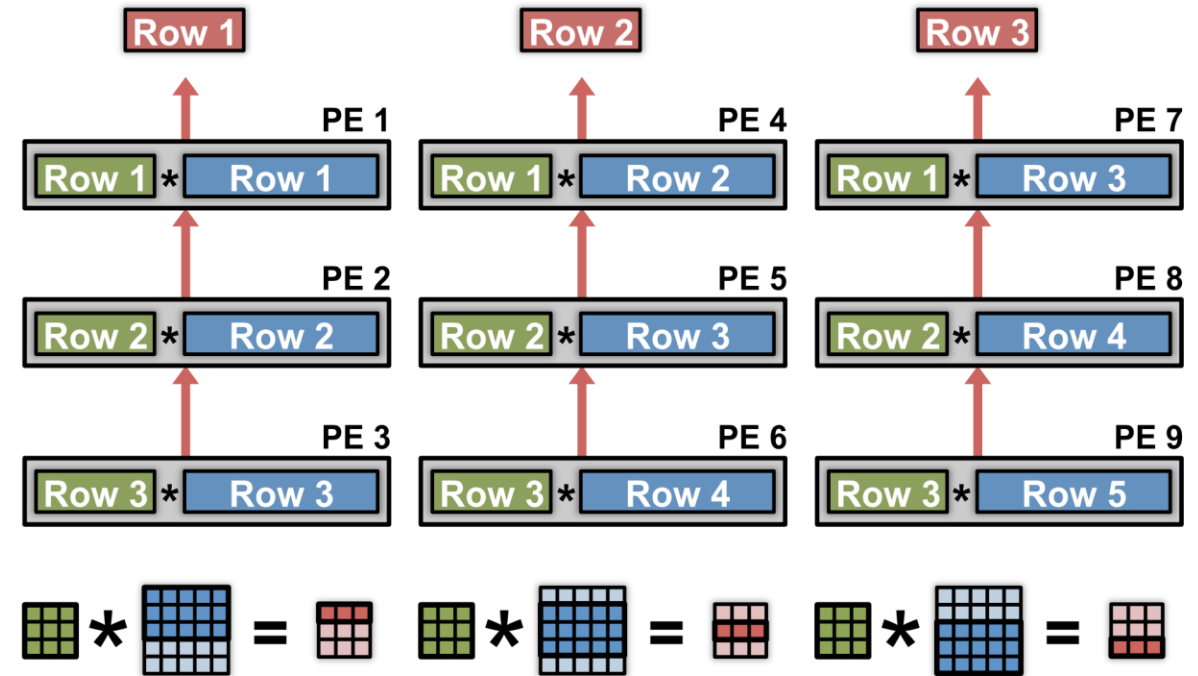 Row 1 Row 2 Row 3
PE 1 PE 4 PE 7
Row 1 * Row 1 Row 1 * Row 2 Row 1 * Row 3
PE 2 PE 5 PE 8
Row 2 * Row 2 Row 2 * Row 3 Row 2 * Row 4
PE 3 PE 6 PE 9
Row 3 * Row 3 Row 3 * Row 4 Row 3 * Row 5
* = * = * =